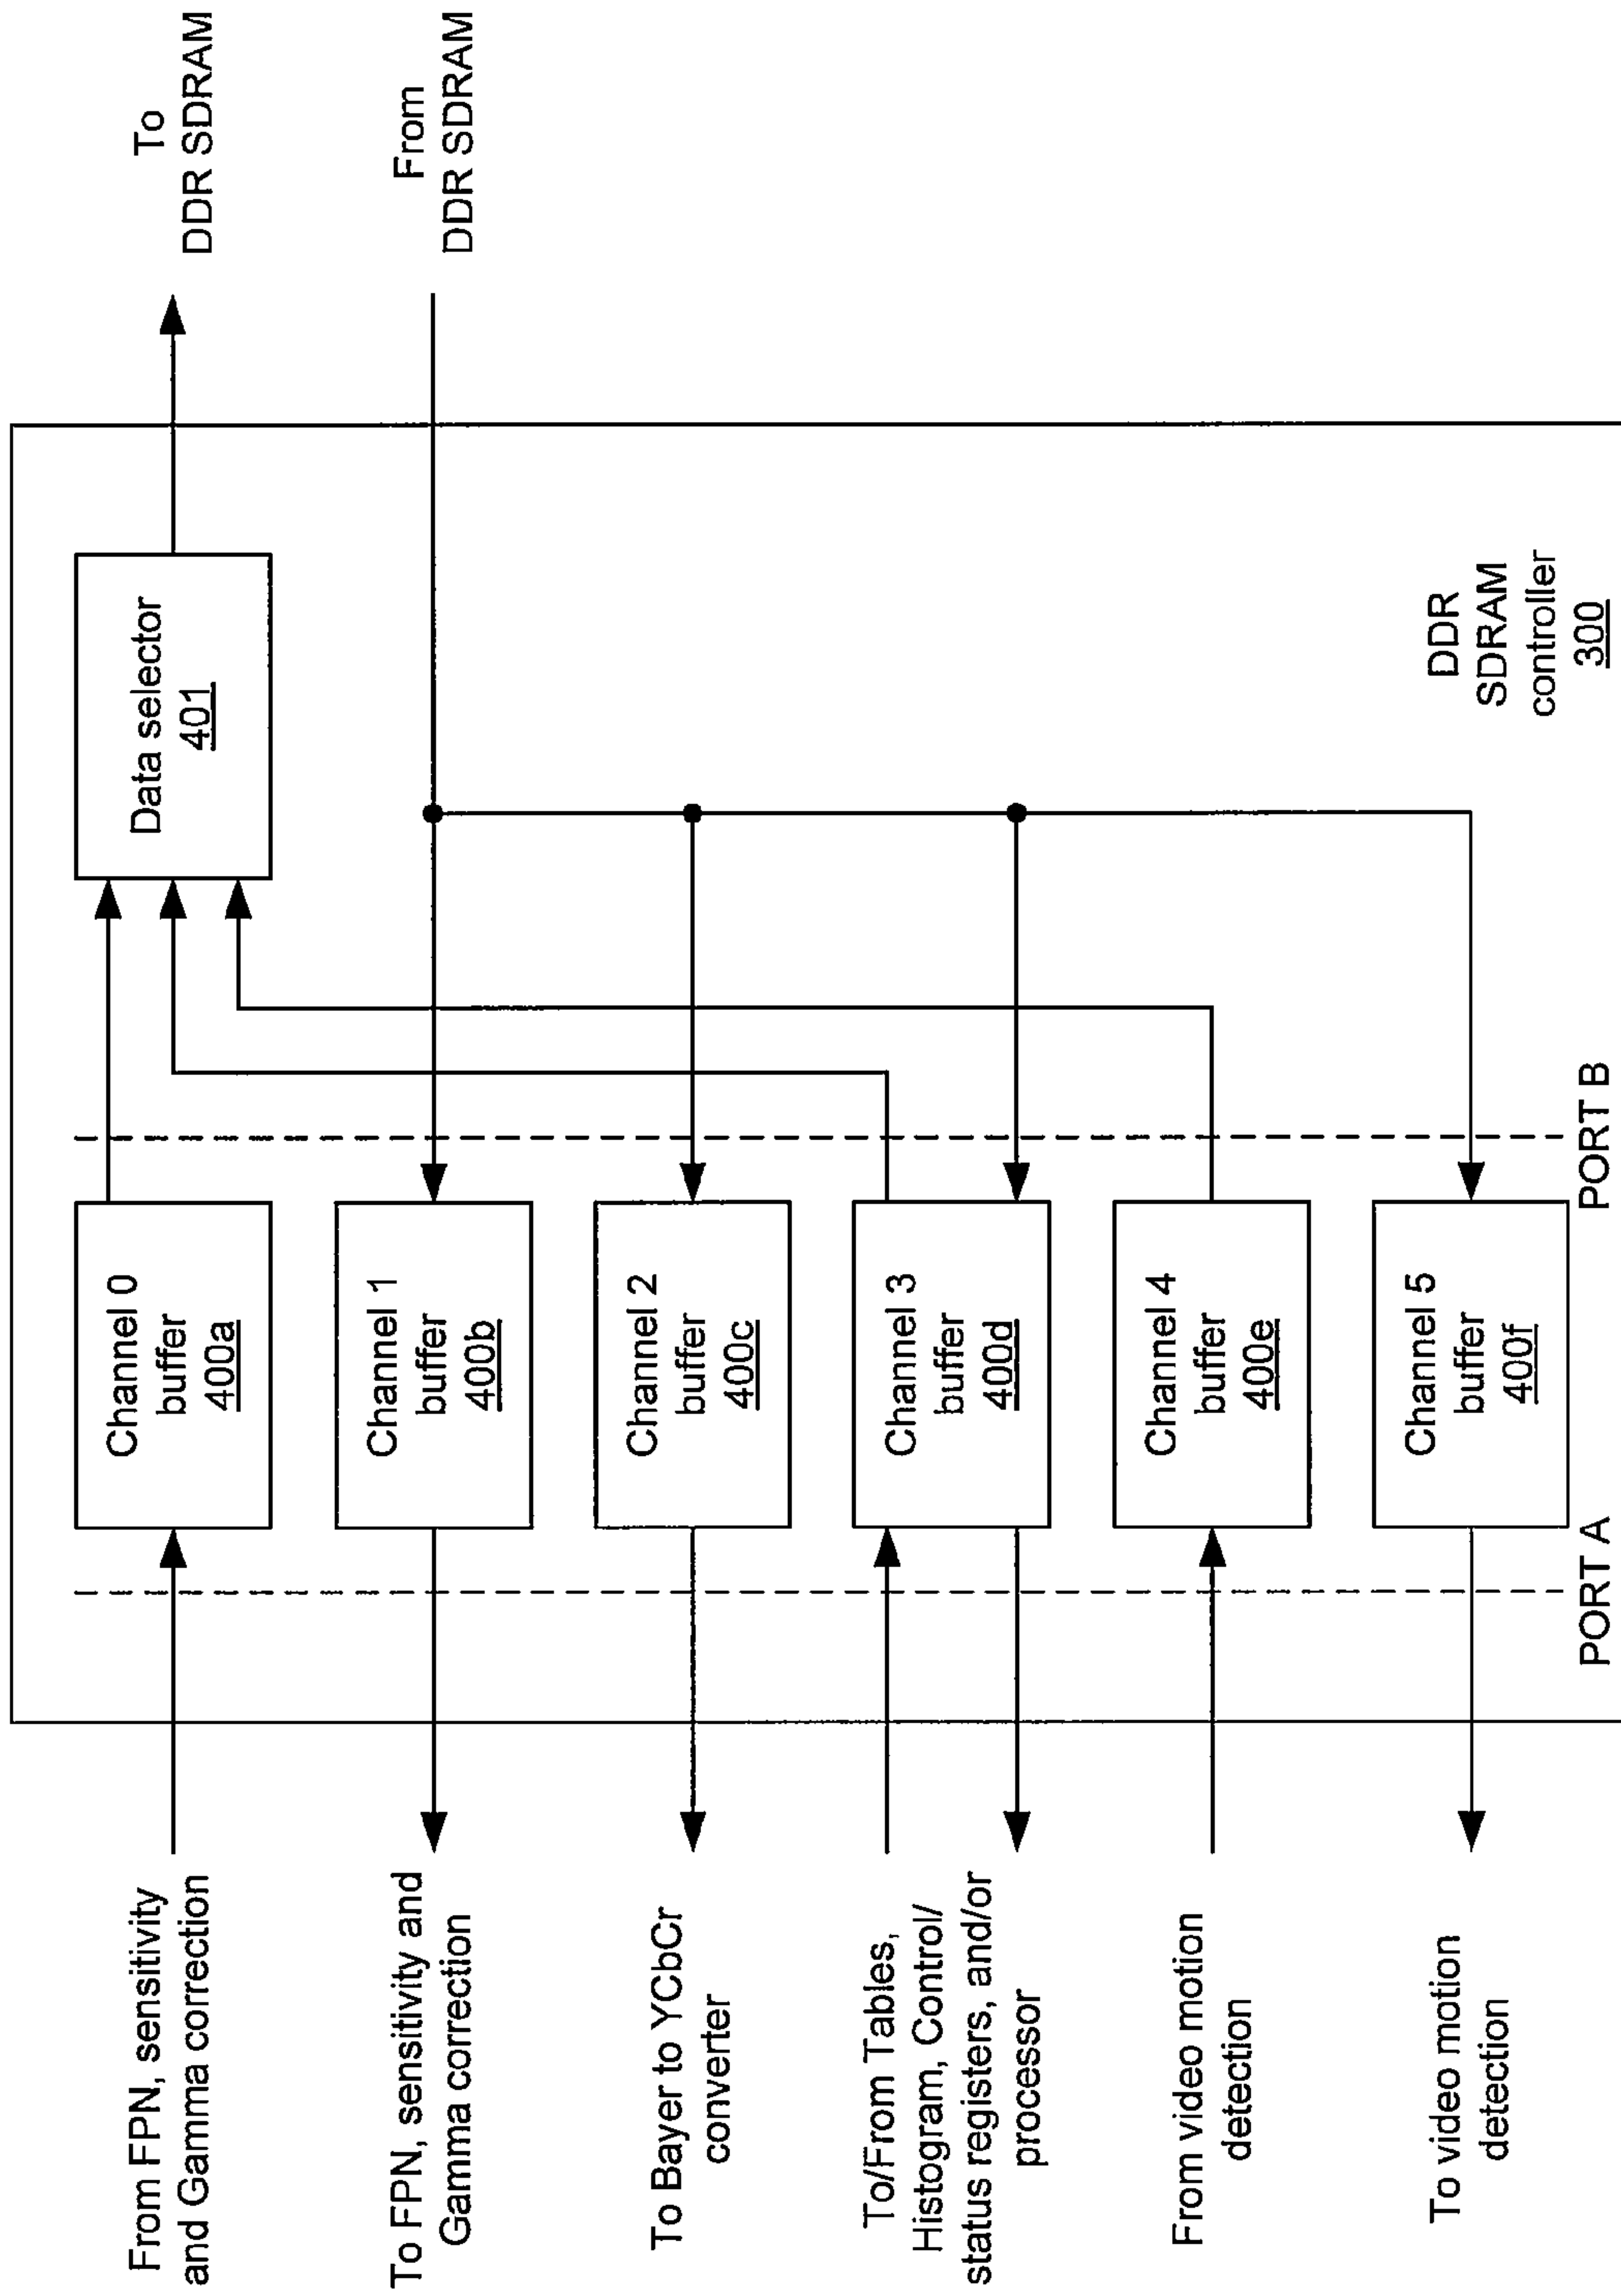 From FPN, sensitivity
and Gamma correction
To FPN, sensitivity and
Gamma correction
To Bayer to YCbCr
converter
To/From Tables,
Histogram, Control/
status registers, and/or
processor
From video motion
detection
To video motion
detection
PORT A
Channel 0
buffer
400a
Channel 1
buffer
400b
Channel 2
buffer
400c
Channel 3
buffer
400d
Channel 4
buffer
400e
Channel 5
buffer
400f
PORT B
Data selector
401
DDR
SDRAM
controller
300
To
DDR SDRAM
From
DDR SDRAM